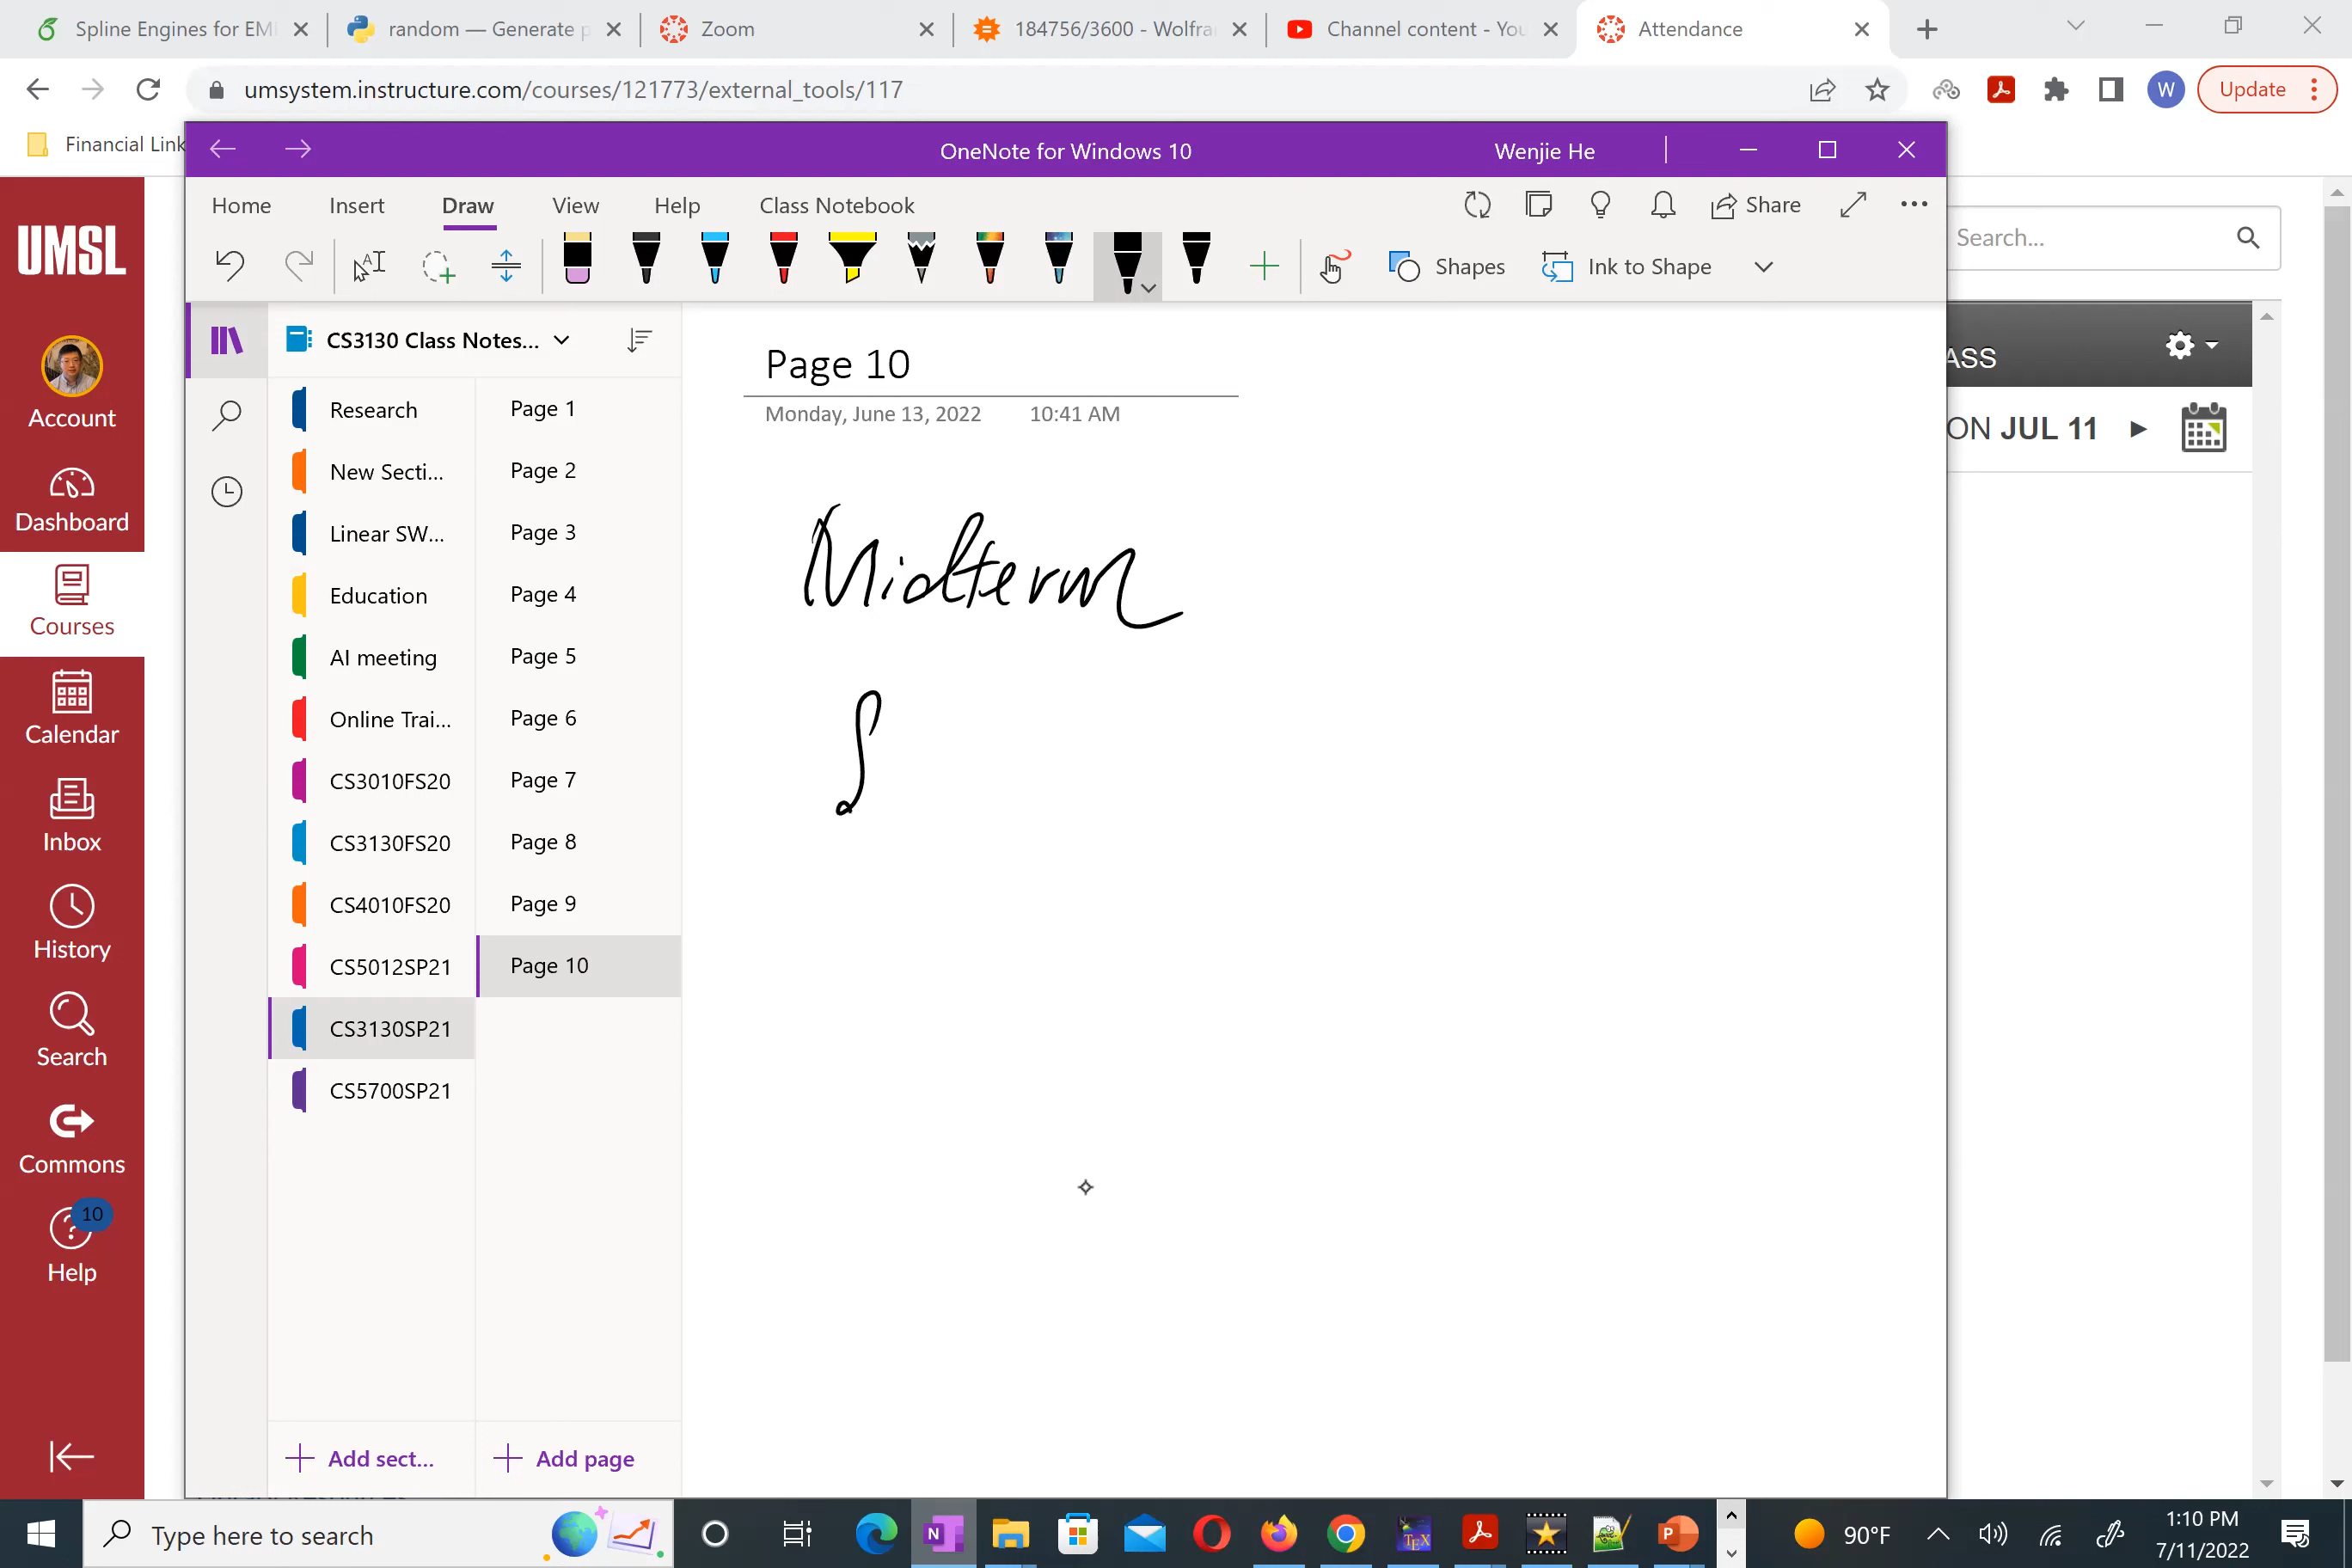 Spline Engines for EMI
random — Generate p
Zoom
184756/3600 - Wolfra
Channel content - You
Attendance
umsystem.instructure.com/courses/121773/external_tools/117
W
Update
Financial Link
OneNote for Windows 10
Wenjie He
Home
Insert
Draw
View
Help
Class Notebook
Share
Shapes
Ink to Shape
Search...
UMSL
Account
Dashboard
Courses
Calendar
Inbox
History
Search
Commons
10
Help
CS3130 Class Notes...
Research
New Secti...
Linear SW...
Education
AI meeting
Online Trai...
CS3010FS20
CS3130FS20
CS4010FS20
CS5012SP21
CS3130SP21
CS5700SP21
Add sect...
Page 1
Page 2
Page 3
Page 4
Page 5
Page 6
Page 7
Page 8
Page 9
Page 10
Add page
Page 10
Monday, June 13, 2022 10:41 AM
Midterm
ASS
ON JUL 11
Type here to search
90°F
1:10 PM
7/11/2022